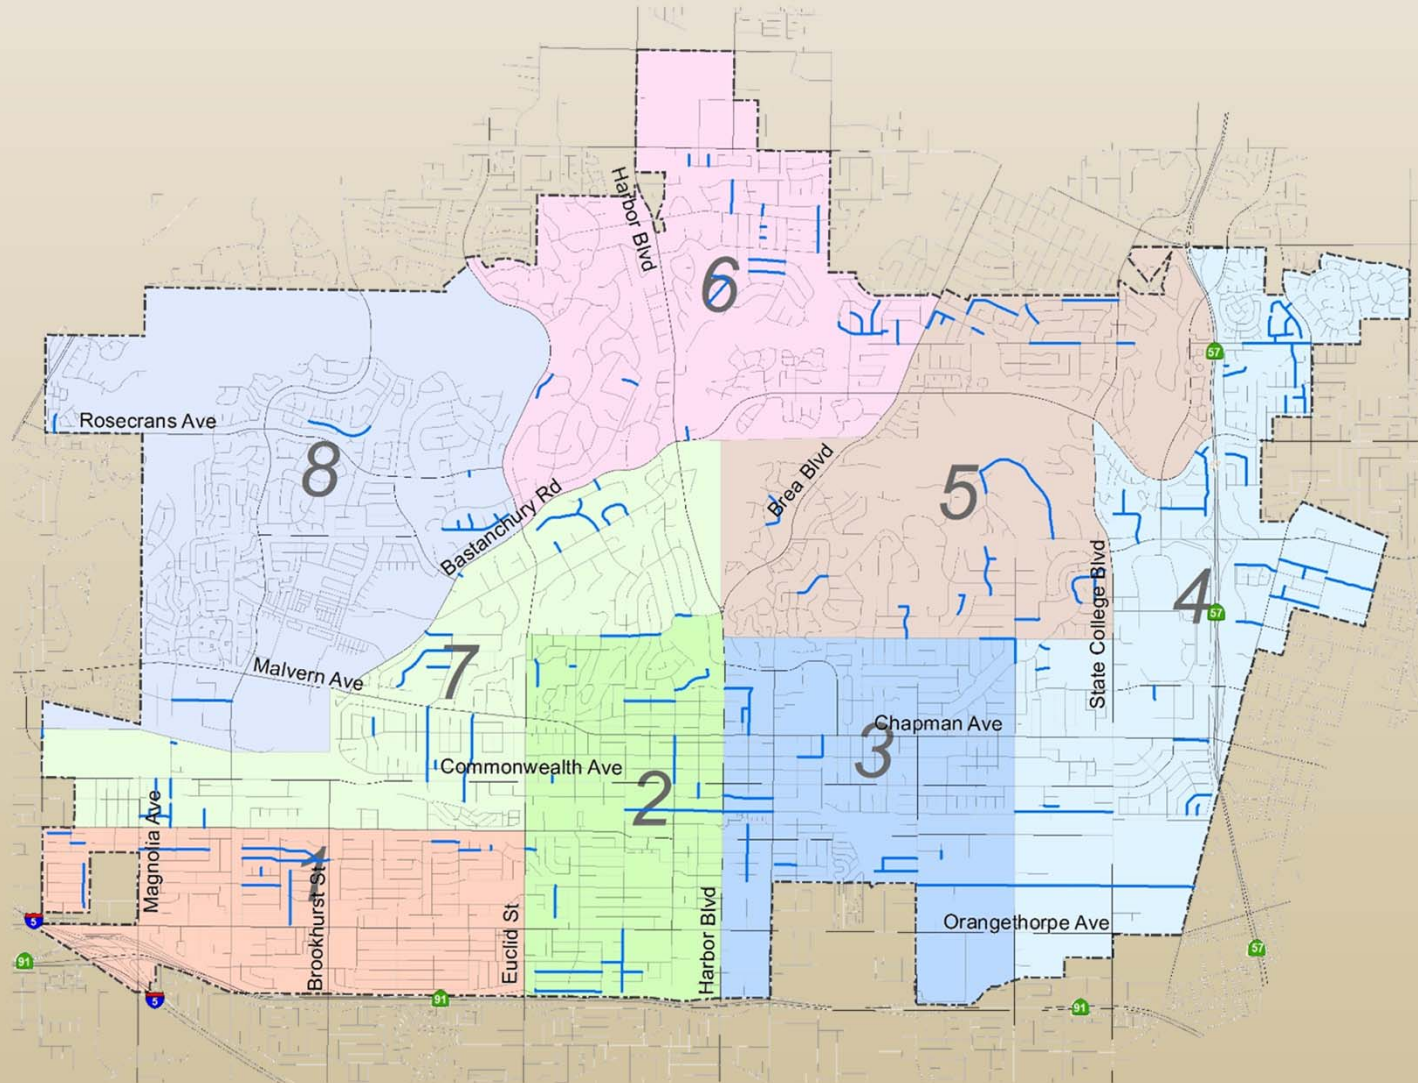 Harbor Blvd
6
57
Rosecrans Ave
8
Bastanchury Rd
Brea Blvd
5
State College Blvd
4
57
Malvern Ave
7
Chapman Ave
3
Commonwealth Ave
2
Magnolia Ave
1
Brookhurst St
Euclid St
Harbor Blvd
Orangethorpe Ave
5
91
57
5
91
91